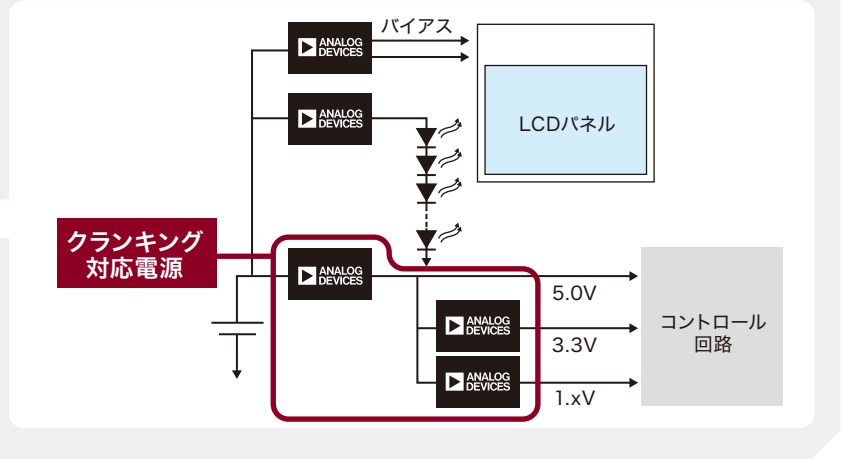 ANALOG
DEVICES
バイアス
ANALOG
DEVICES
LCDパネル
クランキング
対応電源
ANALOG
DEVICES
5.0V
ANALOG
DEVICES
3.3V
ANALOG
DEVICES
1.xV
コントロール
回路